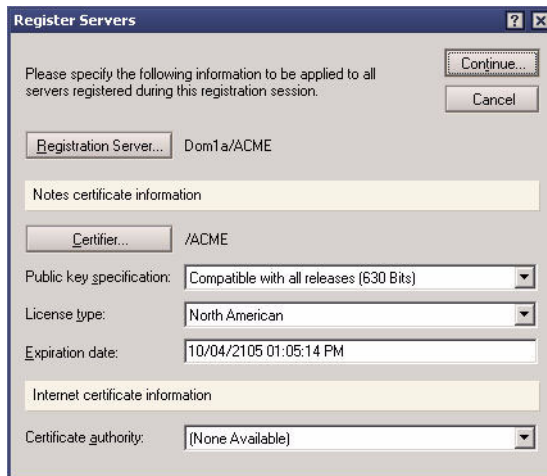 Register Servers
Please specify the following information to be applied to all
servers registered during this registration session.
Continue...
Cancel
Registration Server... Dom1a/ACME
Notes certificate information
Certifier... /ACME
Public key specification: Compatible with all releases (630 Bits)
License type: North American
Expiration date: 10/04/2105 01:05:14 PM
Internet certificate information
Certificate authority: (None Available)